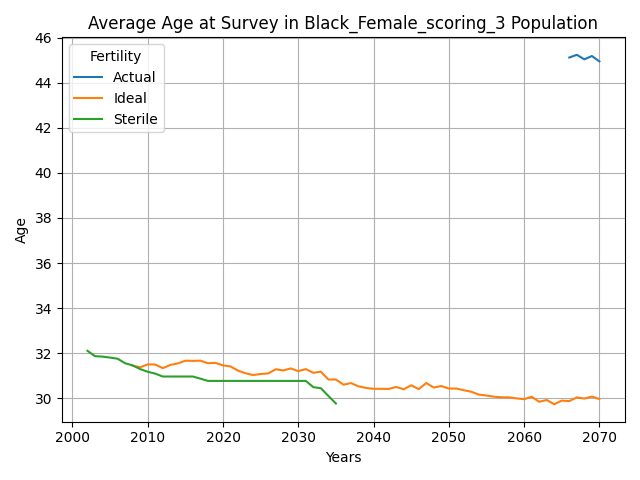 Average Age at Survey in Black_Female_scoring_3 Population
Fertility
Actual
Ideal
Sterile
Age
46
44
42
40
38
36
34
32
30
2000 2010 2020 2030 2040 2050 2060 2070
Years